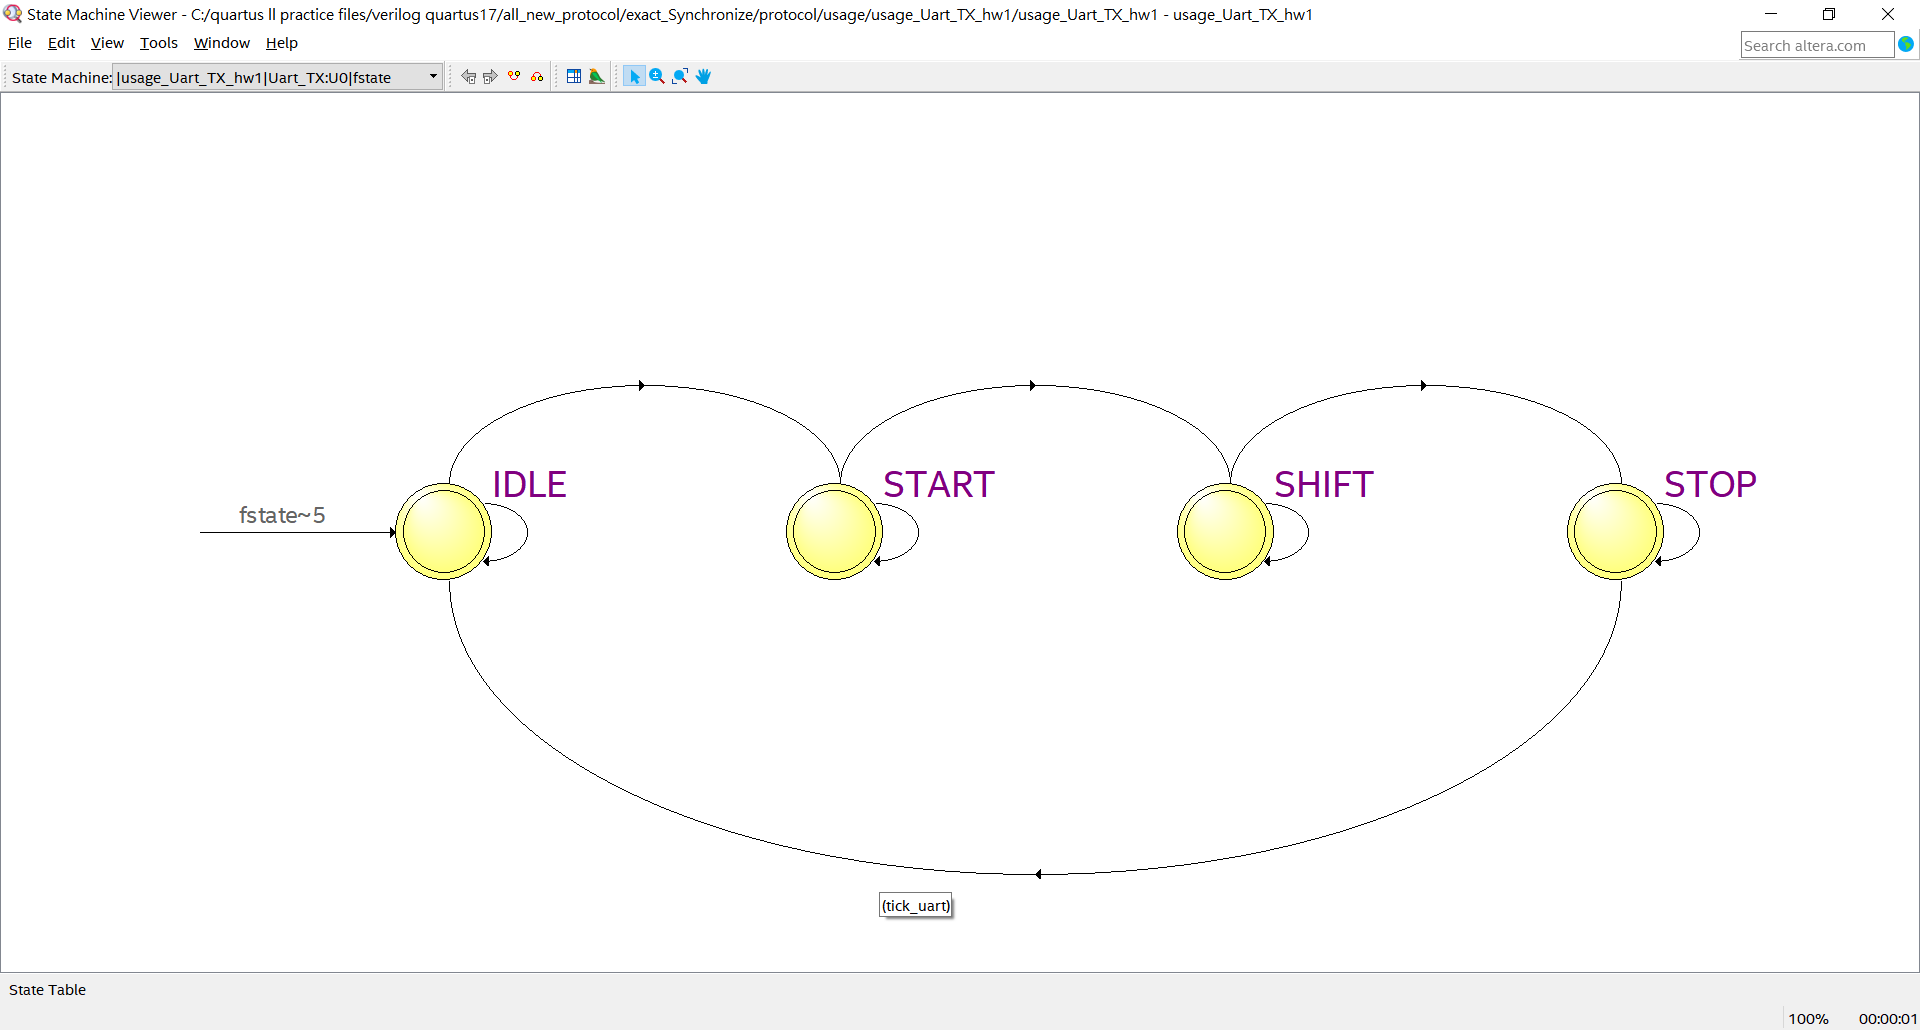 State Machine Viewer - C:/quartus ll practice files/verilog quartus17/all_new_protocol/exact_Synchronize/protocol/usage/usage_Uart_TX_hw1/usage_Uart_TX_hw1 - usage_Uart_TX_hw1
File Edit View Tools Window Help
Search altera.com
State Machine: |usage_Uart_TX_hw1|Uart_TX:U0|fstate
IDLE START SHIFT STOP
fstate~5
(tick_uart)
State Table
100% 00:00:01